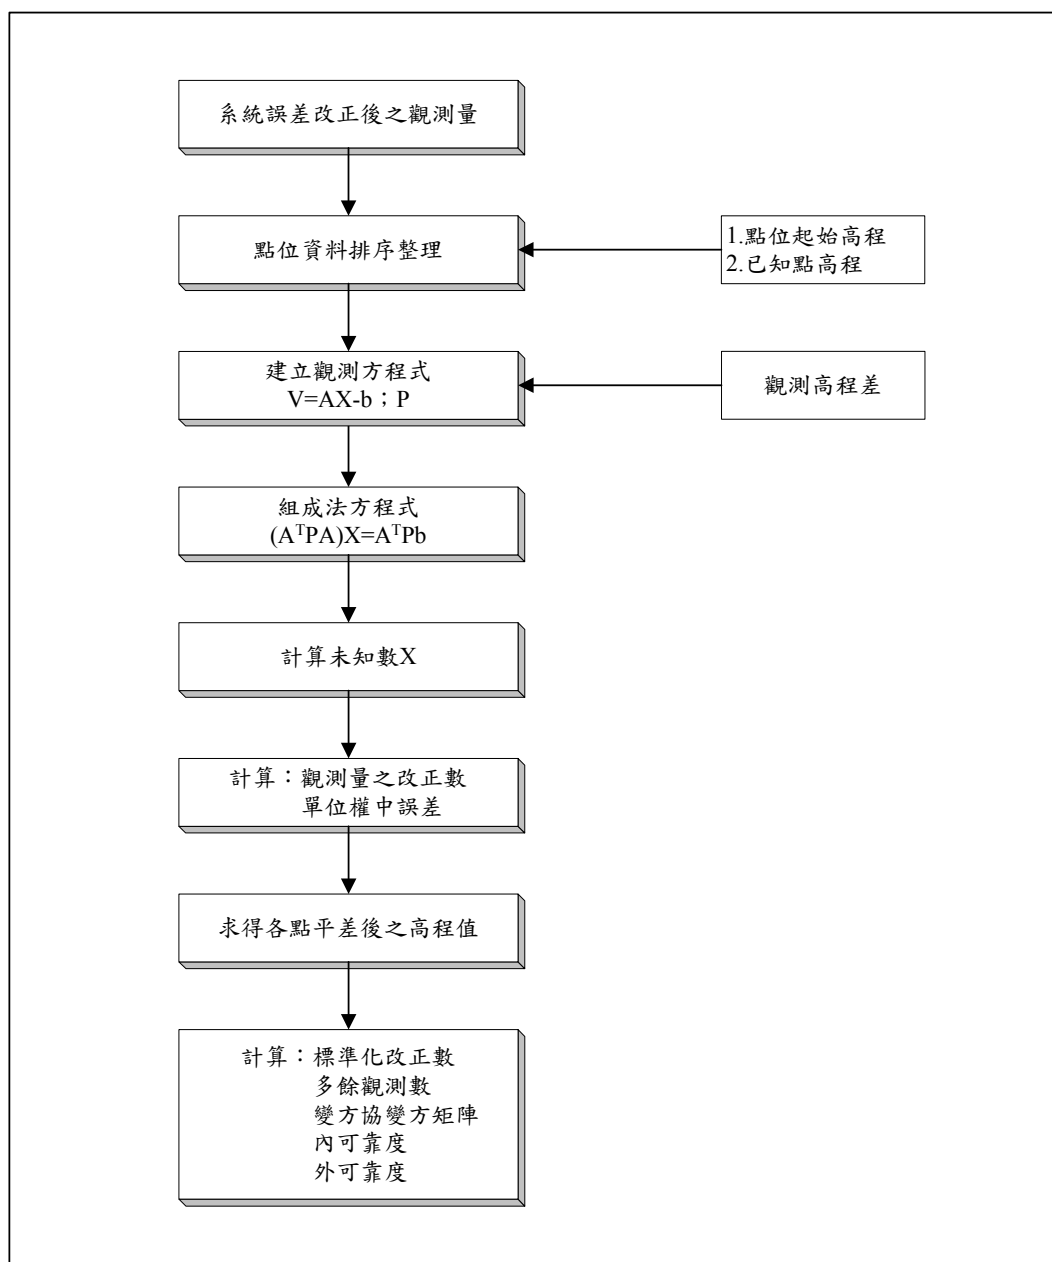 系統誤差改正後之觀測量
點位資料排序整理
1.點位起始高程
2.已知點高程
建立觀測方程式
V=AX-b；P
觀測高程差
組成法方程式
(AᵀPA)X=AᵀPb
計算未知數X
計算：觀測量之改正數
單位權中誤差
求得各點平差後之高程值
計算：標準化改正數
多餘觀測數
變方協變方矩陣
內可靠度
外可靠度